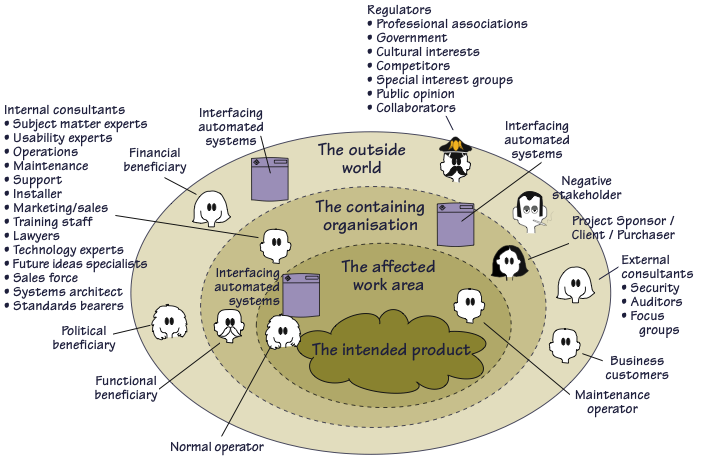 Regulators
• Professional associations
• Government
• Cultural interests
• Competitors
• Special interest groups
• Public opinion
• Collaborators
Internal consultants
• Subject matter experts
• Usability experts
• Operations
• Maintenance
• Support
• Installer
• Marketing/sales
• Training staff
• Lawyers
• Technology experts
• Future ideas specialists
• Sales force
• Systems architect
• Standards bearers
Interfacing
automated
systems
Financial
beneficiary
Interfacing
automated
systems
The outside
world
Negative
stakeholder
The containing
organisation
Project Sponsor /
Client / Purchaser
Interfacing
automated
systems
The affected
work area
External
consultants
• Security
• Auditors
• Focus
groups
Political
beneficiary
The intended product
Business
customers
Functional
beneficiary
Maintenance
operator
Normal operator